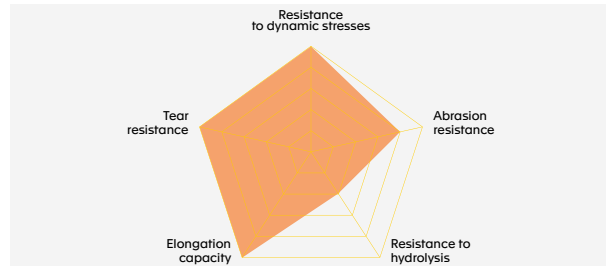 Resistance
to dynamic stresses
Tear
resistance
Abrasion
resistance
Elongation
capacity
Resistance to
hydrolysis